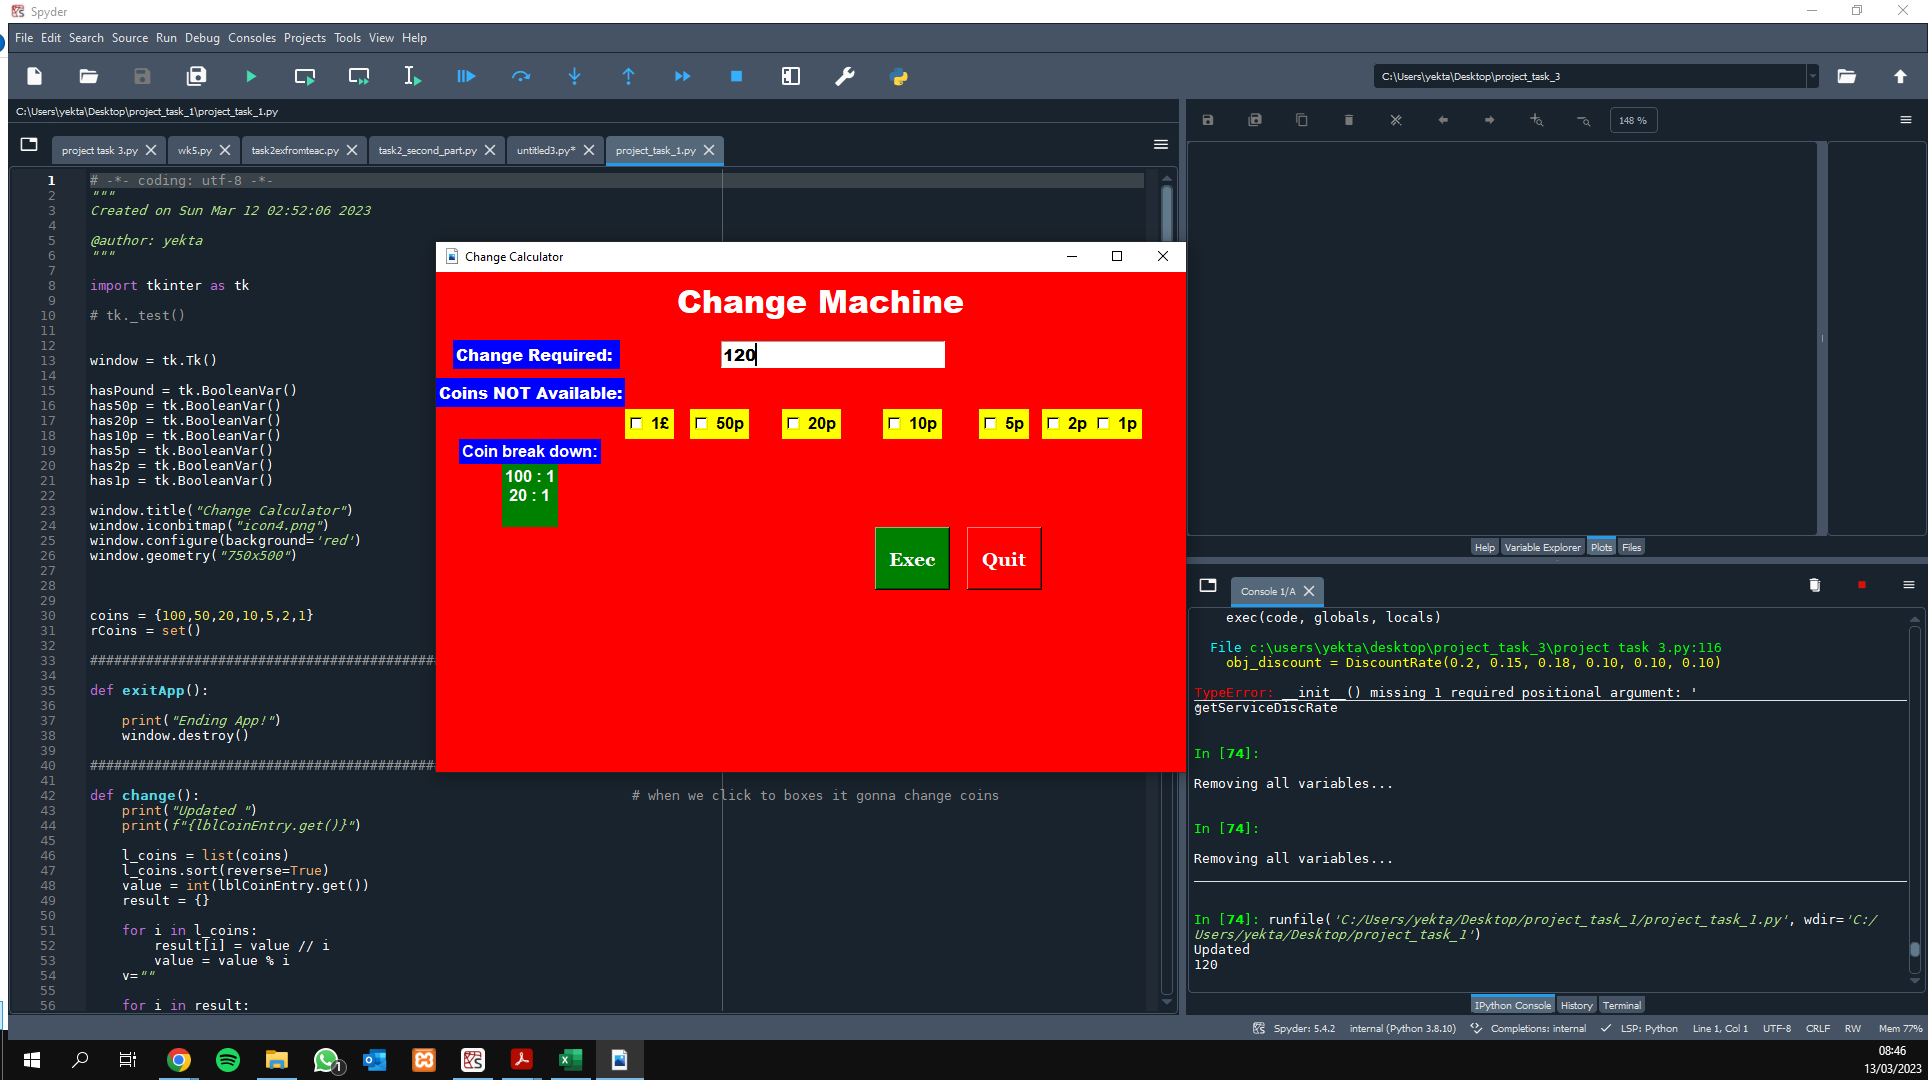 Spyder
File Edit Search Source Run Debug Consoles Projects Tools View Help
C:\Users\yekta\Desktop\project_task_3
C:\Users\yekta\Desktop\project_task_1\project_task_1.py
project task 3.py wk5.py task2exfromteac.py task2_second_part.py untitled3.py* project_task_1.py
148 %
1 # -*- coding: utf-8 -*-
2 """
3 Created on Sun Mar 12 02:52:06 2023
4
5 @author: yekta
6 """
7
8 import tkinter as tk
9
10 # tk._test()
11
12
13 window = tk.Tk()
14
15 hasPound = tk.BooleanVar()
16 has50p = tk.BooleanVar()
17 has20p = tk.BooleanVar()
18 has10p = tk.BooleanVar()
19 has5p = tk.BooleanVar()
20 has2p = tk.BooleanVar()
21 has1p = tk.BooleanVar()
22
23 window.title("Change Calculator")
24 window.iconbitmap("icon4.png")
25 window.configure(background='red')
26 window.geometry("750x500")
27
28
29
30 coins = {100,50,20,10,5,2,1}
31 rCoins = set()
32
33 ###########################################
34
35 def exitApp():
36
37 print("Ending App!")
38 window.destroy()
39
40 ###########################################
41
42 def change(): # when we click to boxes it gonna change coins
43 print("Updated ")
44 print(f"{lblCoinEntry.get()}")
45
46 l_coins = list(coins)
47 l_coins.sort(reverse=True)
48 value = int(lblCoinEntry.get())
49 result = {}
50
51 for i in l_coins:
52 result[i] = value // i
53 value = value % i
54 v=""
55
56 for i in result:
Change Calculator
Change Machine
Change Required: 120
Coins NOT Available:
1£ 50p 20p 10p 5p 2p 1p
Coin break down:
100 : 1
20 : 1
Exec Quit
Help Variable Explorer Plots Files
Console 1/A
exec(code, globals, locals)
File c:\users\yekta\desktop\project_task_3\project task 3.py:116
obj_discount = DiscountRate(0.2, 0.15, 0.18, 0.10, 0.10, 0.10)
TypeError: __init__() missing 1 required positional argument: '
getServiceDiscRate
'
In [74]:
Removing all variables...
In [74]:
Removing all variables...
In [74]: runfile('C:/Users/yekta/Desktop/project_task_1/project_task_1.py', wdir='C:/
Users/yekta/Desktop/project_task_1')
Updated
120
IPython Console History Terminal
Spyder: 5.4.2 internal (Python 3.8.10) Completions: internal LSP: Python Line 1, Col 1 UTF-8 CRLF RW Mem 77%
1
08:46
13/03/2023